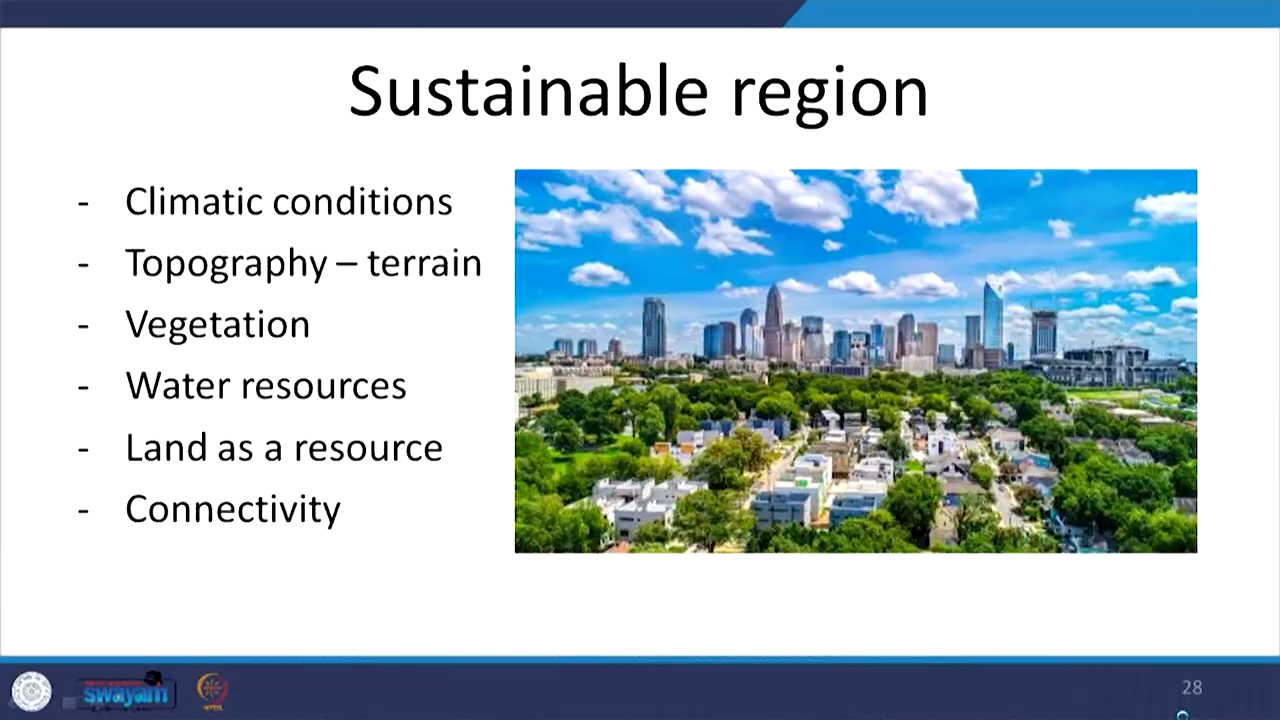 Sustainable region
- Climatic conditions
- Topography – terrain
- Vegetation
- Water resources
- Land as a resource
- Connectivity
swayam
28